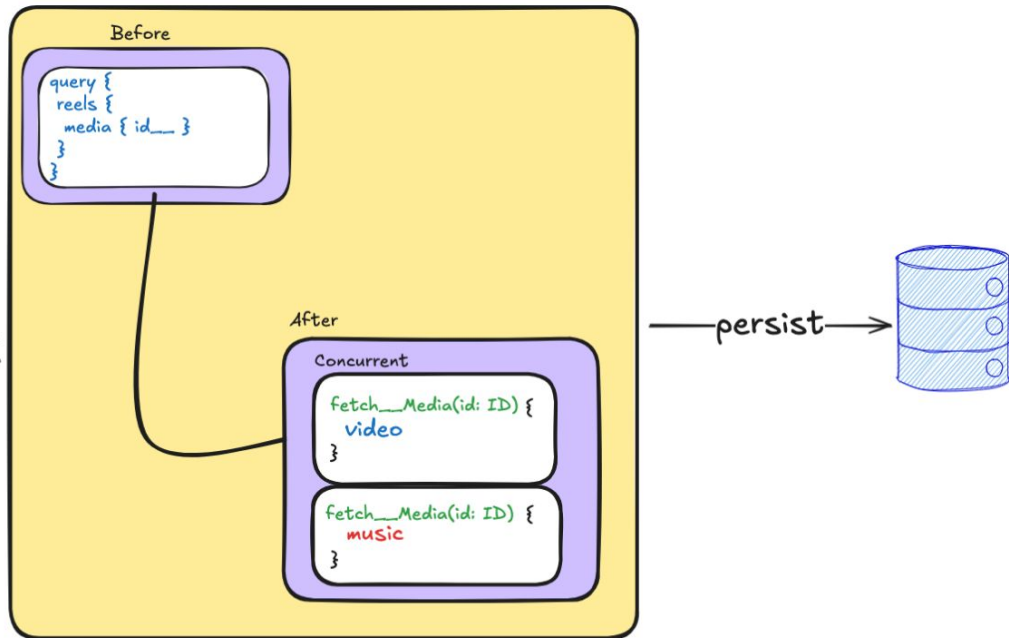 Before
query {
reels {
media { id__ }
}
}
After
Concurrent
fetch__Media(id: ID) {
video
}
fetch__Media(id: ID) {
music
}
persist